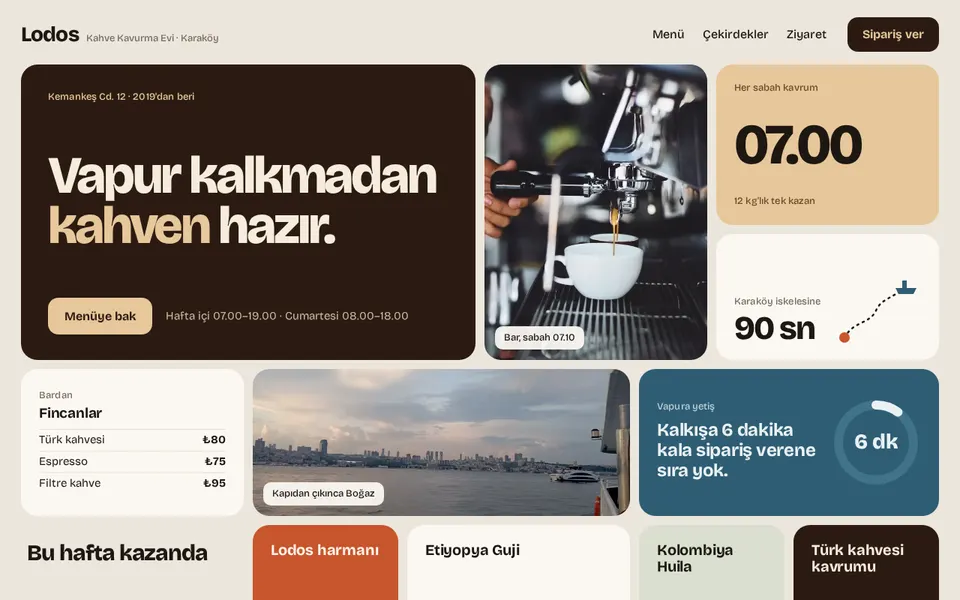 Lodos
Kahve Kavurma Evi · Karaköy
Menü
Çekirdekler
Ziyaret
Sipariş ver
Kemankeş Cd. 12 · 2019'dan beri
Vapur kalkmadan
kahven hazır.
Menüye bak
Hafta içi 07.00–19.00 · Cumartesi 08.00–18.00
Bar, sabah 07.10
Her sabah kavrum
07.00
12 kg'lık tek kazan
Karaköy iskelesine
90 sn
Bardan
Fincanlar
Türk kahvesi ₺80
Espresso ₺75
Filtre kahve ₺95
Kapıdan çıkınca Boğaz
Vapura yetiş
Kalkışa 6 dakika
kala sipariş verene
sıra yok.
6 dk
Bu hafta kazanda
Lodos harmanı
Etiyopya Guji
Kolombiya
Huila
Türk kahvesi
kavrumu